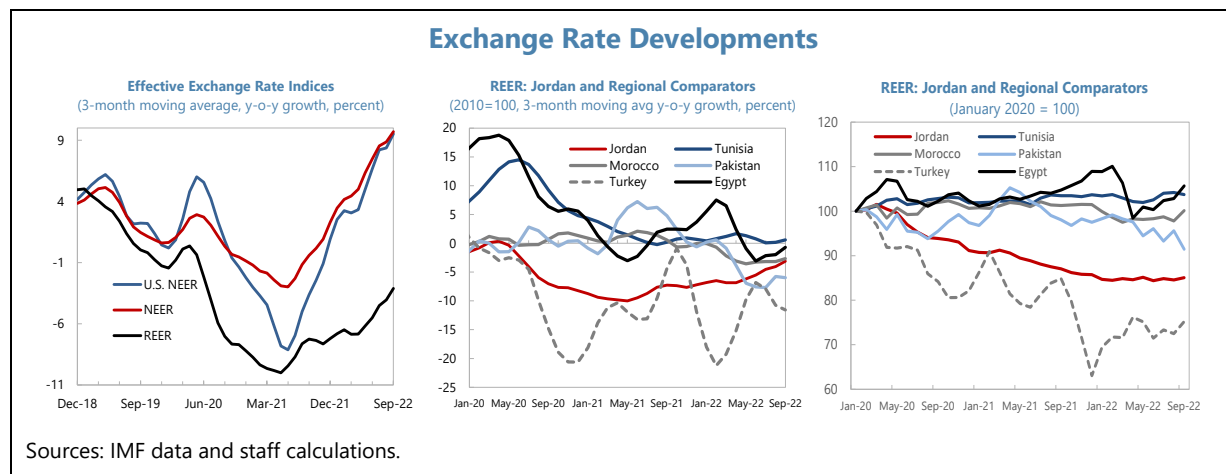 Exchange Rate Developments
Effective Exchange Rate Indices
(3-month moving average, y-o-y growth, percent)
9
4
-1
-6
-11
U.S. NEER
NEER
REER
Dec-18 Sep-19 Jun-20 Mar-21 Dec-21 Sep-22
REER: Jordan and Regional Comparators
(2010=100, 3-month moving avg y-o-y growth, percent)
20
15
10
5
0
-5
-10
-15
-20
-25
Jordan Tunisia
Morocco Pakistan
Turkey Egypt
Jan-20 May-20 Sep-20 Jan-21 May-21 Sep-21 Jan-22 May-22 Sep-22
REER: Jordan and Regional Comparators
(January 2020 = 100)
120
110
100
90
80
70
60
Jordan Tunisia
Morocco Pakistan
Turkey Egypt
Jan-20 May-20 Sep-20 Jan-21 May-21 Sep-21 Jan-22 May-22 Sep-22
Sources: IMF data and staff calculations.